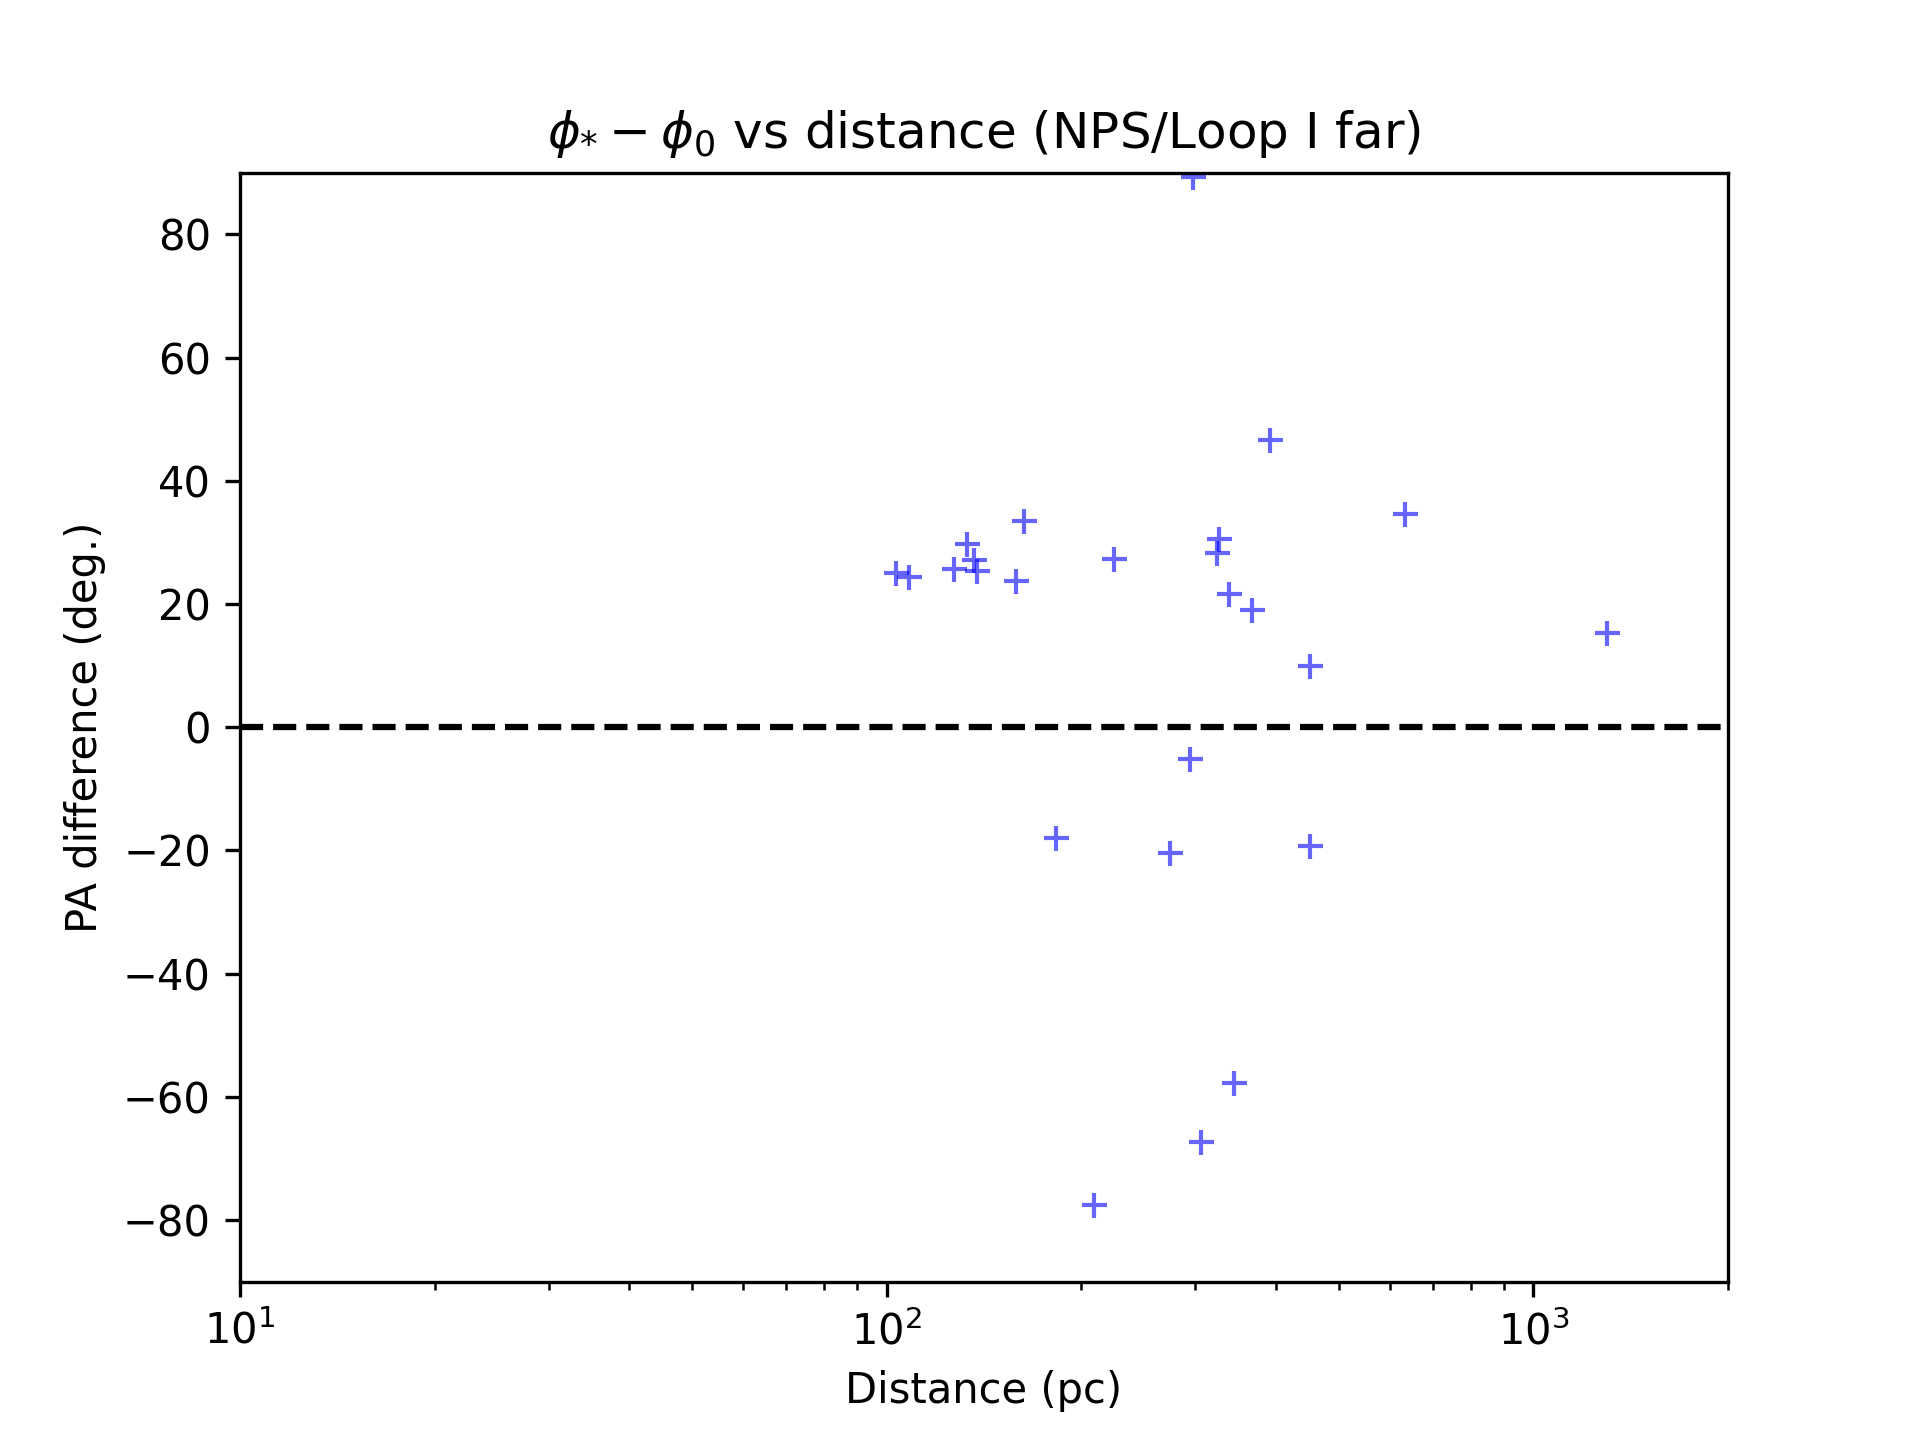 ϕ* − ϕ0 vs distance (NPS/Loop I far)
80
60
40
20
0
−20
−40
−60
−80
PA difference (deg.)
10^1 10^2 10^3
Distance (pc)